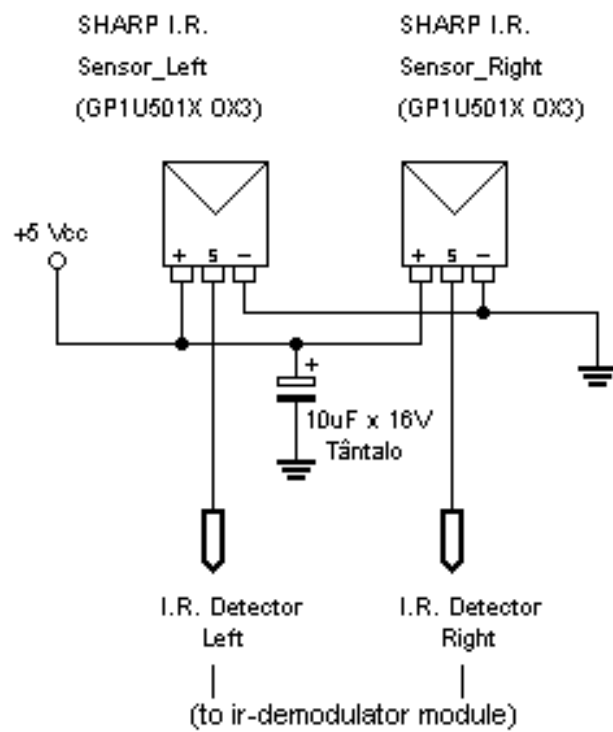 SHARP I.R.
Sensor_Left
(GP1U501X OX3)
SHARP I.R.
Sensor_Right
(GP1U501X OX3)
+5 Vcc
+ S −
+ S −
+
10uF x 16V
Tântalo
I.R. Detector
Left
I.R. Detector
Right
(to ir-demodulator module)